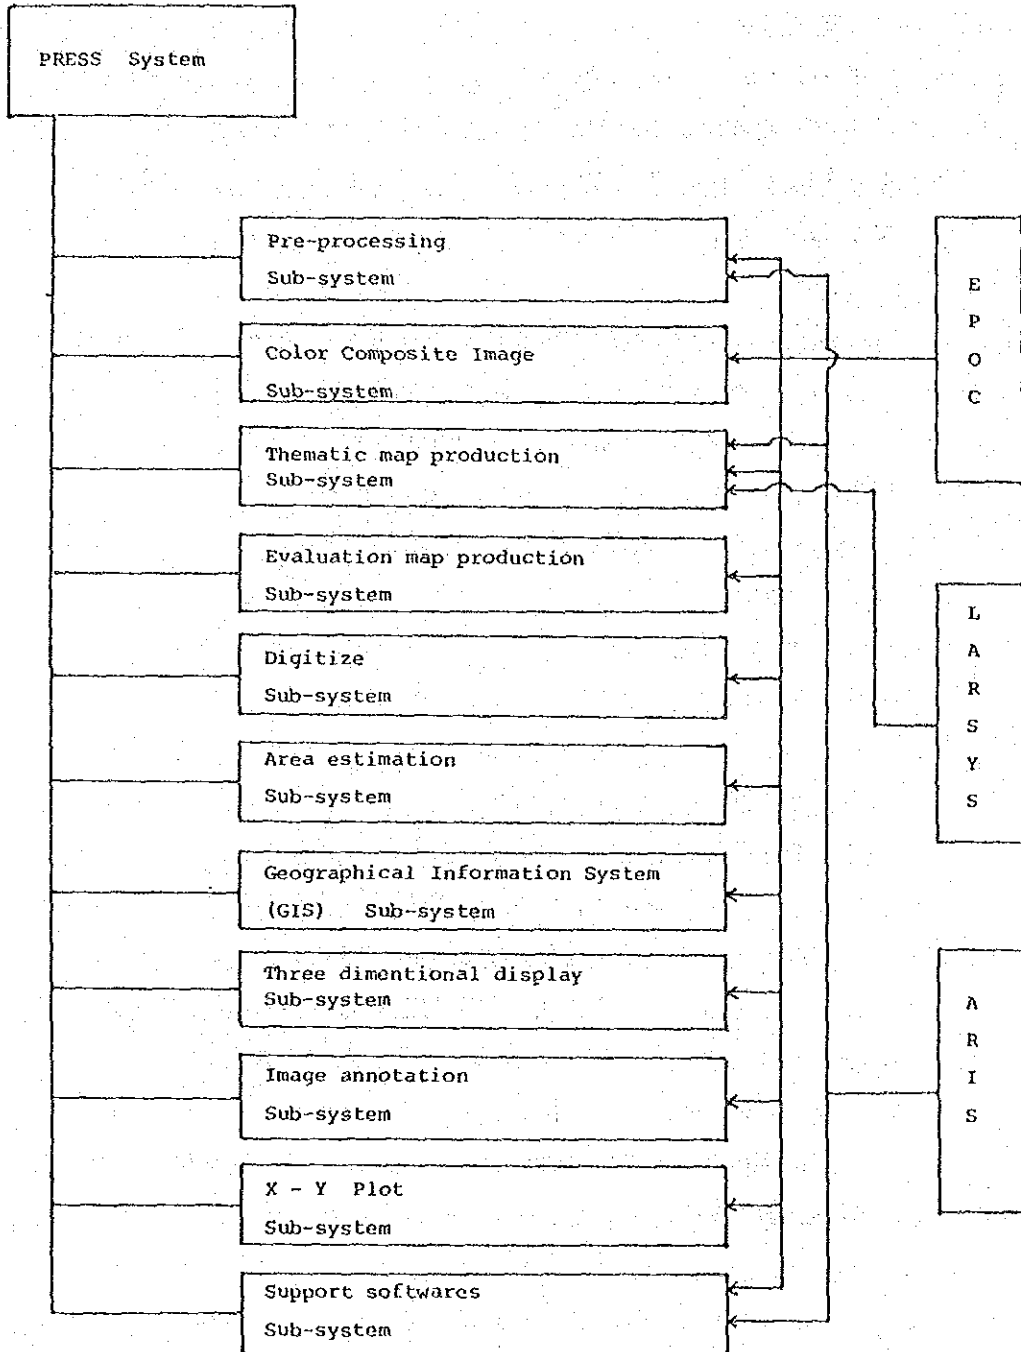 PRESS System
Pre-processing
Sub-system
Color Composite Image
Sub-system
Thematic map production
Sub-system
Evaluation map production
Sub-system
Digitize
Sub-system
Area estimation
Sub-system
Geographical Information System
(GIS) Sub-system
Three dimentional display
Sub-system
Image annotation
Sub-system
X - Y Plot
Sub-system
Support softwares
Sub-system
E
P
O
C
L
A
R
S
Y
S
A
R
I
S